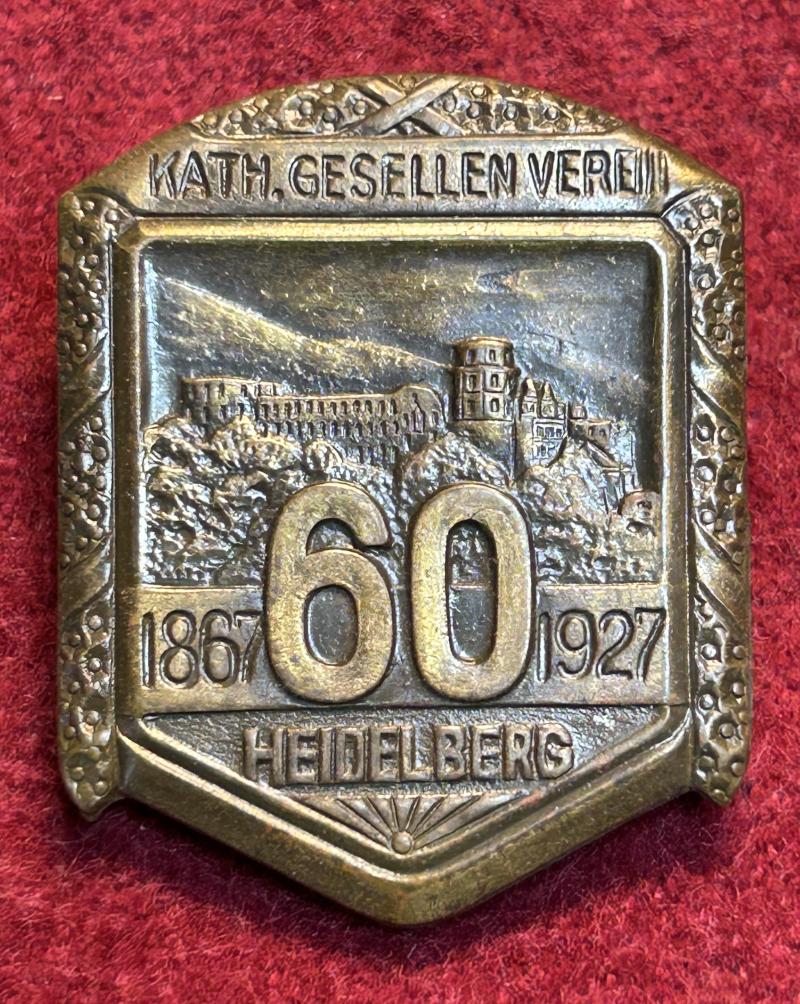 KATH. GESELLEN VEREIN
1867 60 1927
HEIDELBERG